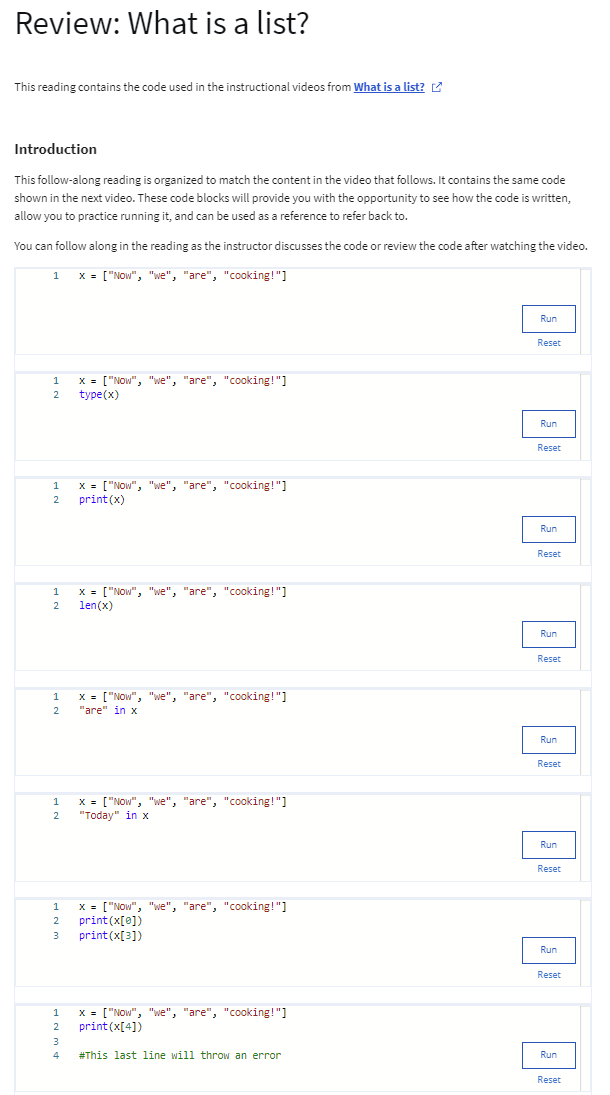 Review: What is a list?
This reading contains the code used in the instructional videos from What is a list?
Introduction
This follow-along reading is organized to match the content in the video that follows. It contains the same code
shown in the next video. These code blocks will provide you with the opportunity to see how the code is written,
allow you to practice running it, and can be used as a reference to refer back to.
You can follow along in the reading as the instructor discusses the code or review the code after watching the video.
1 x = ["Now", "we", "are", "cooking!"]
Run
Reset
1 x = ["Now", "we", "are", "cooking!"]
2 type(x)
Run
Reset
1 x = ["Now", "we", "are", "cooking!"]
2 print(x)
Run
Reset
1 x = ["Now", "we", "are", "cooking!"]
2 len(x)
Run
Reset
1 x = ["Now", "we", "are", "cooking!"]
2 "are" in x
Run
Reset
1 x = ["Now", "we", "are", "cooking!"]
2 "Today" in x
Run
Reset
1 x = ["Now", "we", "are", "cooking!"]
2 print(x[0])
3 print(x[3])
Run
Reset
1 x = ["Now", "we", "are", "cooking!"]
2 print(x[4])
3
4 #This last line will throw an error
Run
Reset